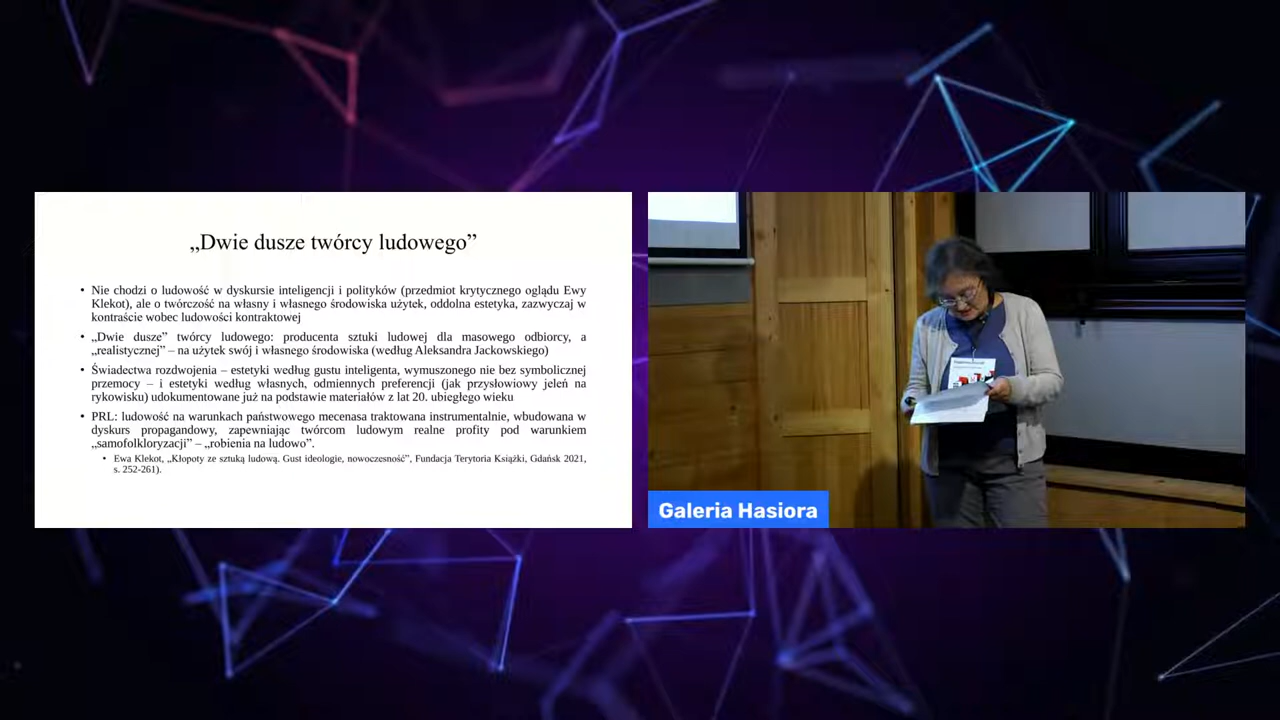 „Dwie dusze twórcy ludowego”
• Nie chodzi o ludowość w dyskursie inteligencji i polityków (przedmiot krytycznego oglądu Ewy
Klekot), ale o twórczość na własny i własnego środowiska użytek, oddolna estetyka, zazwyczaj w
kontraście wobec ludowości kontraktowej
• „Dwie dusze” twórcy ludowego: producenta sztuki ludowej dla masowego odbiorcy, a
„realistycznej” – na użytek swój i własnego środowiska (według Aleksandra Jackowskiego)
• Świadectwa rozdwojenia – estetyki według gustu inteligenta, wymuszonego nie bez symbolicznej
przemocy – i estetyki według własnych, odmiennych preferencji (jak przysłowiowy jeleń na
rykowisku) udokumentowane już na podstawie materiałów z lat 20. ubiegłego wieku
• PRL: ludowość na warunkach państwowego mecenasa traktowana instrumentalnie, wbudowana w
dyskurs propagandowy, zapewniając twórcom ludowym realne profity pod warunkiem
„samofolkloryzacji” – „robienia na ludowo”.
• Ewa Klekot, „Kłopoty ze sztuką ludową. Gust ideologie, nowoczesność”, Fundacja Terytoria Książki, Gdańsk 2021,
s. 252-261).
Galeria Hasiora